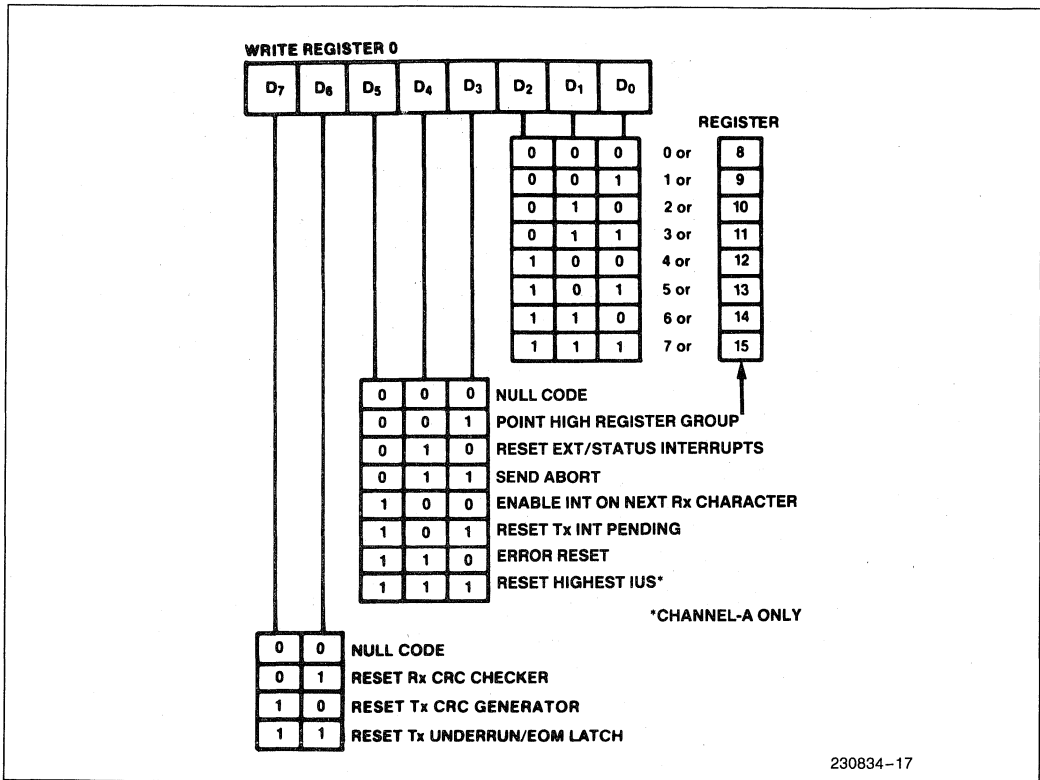 WRITE REGISTER 0
D7 D6 D5 D4 D3 D2 D1 D0
REGISTER
0 0 0 0 or 8
0 0 1 1 or 9
0 1 0 2 or 10
0 1 1 3 or 11
1 0 0 4 or 12
1 0 1 5 or 13
1 1 0 6 or 14
1 1 1 7 or 15
0 0 0 NULL CODE
0 0 1 POINT HIGH REGISTER GROUP
0 1 0 RESET EXT/STATUS INTERRUPTS
0 1 1 SEND ABORT
1 0 0 ENABLE INT ON NEXT Rx CHARACTER
1 0 1 RESET Tx INT PENDING
1 1 0 ERROR RESET
1 1 1 RESET HIGHEST IUS*
*CHANNEL-A ONLY
0 0 NULL CODE
0 1 RESET Rx CRC CHECKER
1 0 RESET Tx CRC GENERATOR
1 1 RESET Tx UNDERRUN/EOM LATCH
230834–17